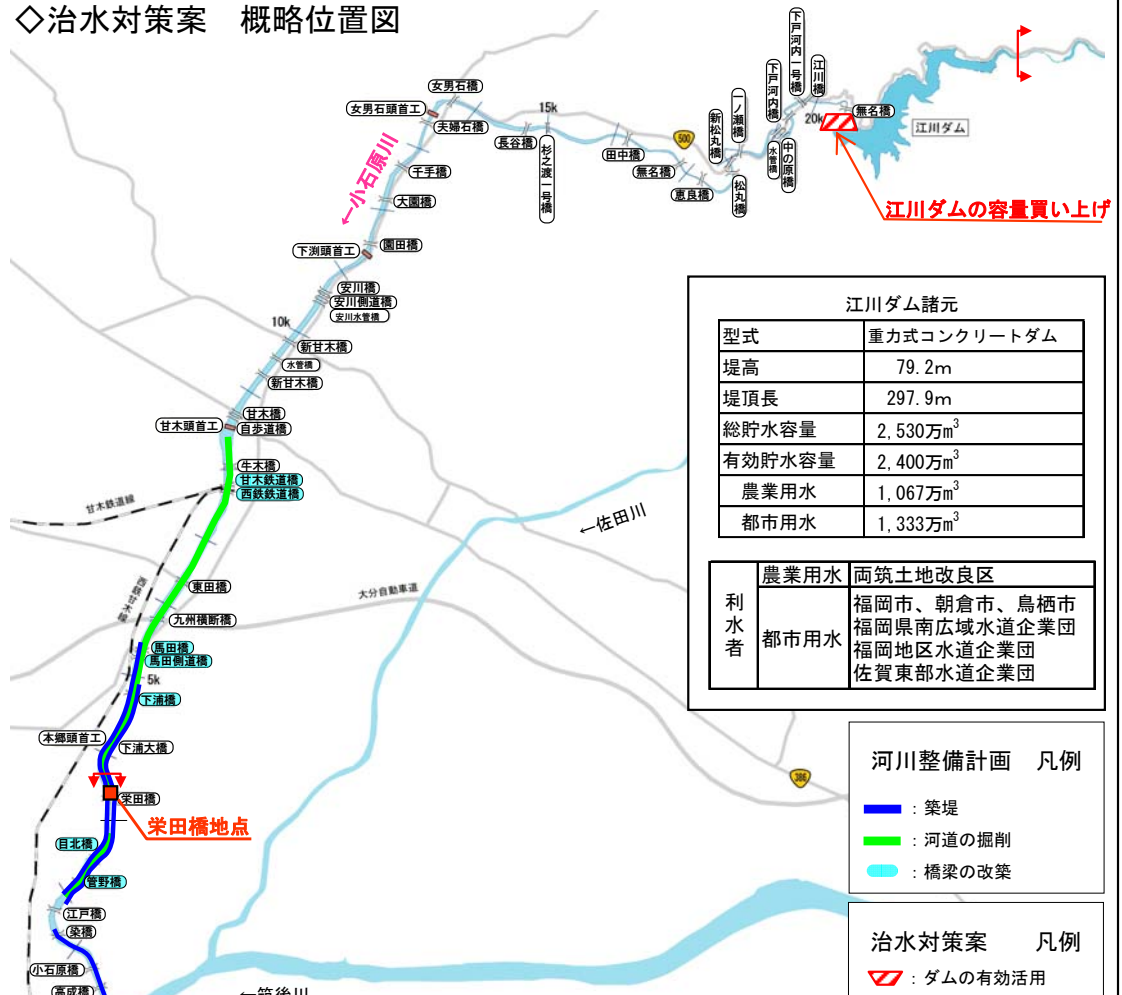 ◇治水対策案　概略位置図
下戸河内一号橋
江川橋
下戸河内橋
一ノ瀬橋
新松丸橋
女男石橋
女男石頭首工
夫婦石橋
15k
長谷橋
杉之渡一号橋
田中橋
無名橋
恵良橋
500
松丸橋
水管橋
中の原橋
20k
無名橋
江川ダム
江川ダムの容量買い上げ
←小石原川
千手橋
大園橋
園田橋
下渕頭首工
安川橋
安川側道橋
安川水管橋
10k
新甘木橋
水管橋
新甘木橋
甘木橋
甘木頭首工
自歩道橋
牛木橋
甘木鉄道橋
西鉄鉄道橋
甘木鉄道線
西鉄甘木線
←佐田川
大分自動車道
東田橋
九州横断橋
馬田橋
馬田側道橋
5k
下浦橋
本郷頭首工
下浦大橋
386
栄田橋
栄田橋地点
目北橋
管野橋
江戸橋
染橋
小石原橋
高成橋
←筑後川
江川ダム諸元
型式　重力式コンクリートダム
堤高　79.2m
堤頂長　297.9m
総貯水容量　2,530万m³
有効貯水容量　2,400万m³
農業用水　1,067万m³
都市用水　1,333万m³
利水者
農業用水　両筑土地改良区
都市用水
福岡市、朝倉市、鳥栖市
福岡県南広域水道企業団
福岡地区水道企業団
佐賀東部水道企業団
河川整備計画　凡例
：築堤
：河道の掘削
：橋梁の改築
治水対策案　凡例
：ダムの有効活用